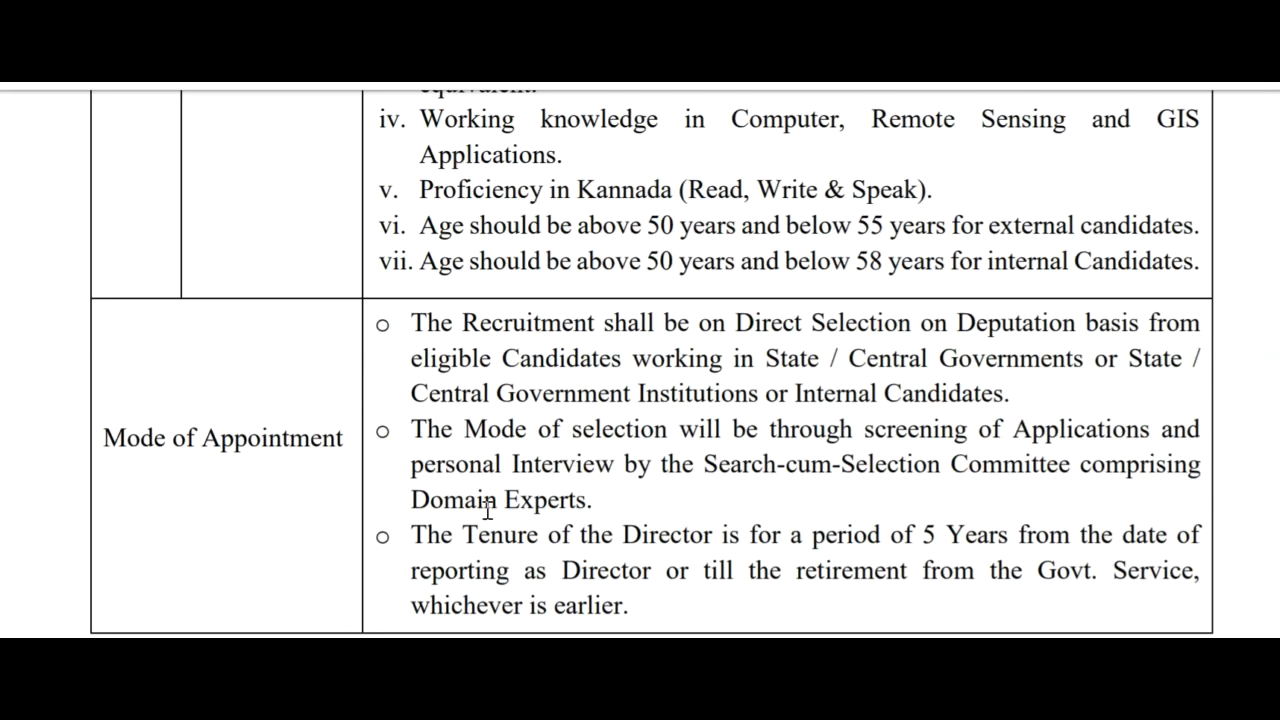 equivalent.
iv. Working knowledge in Computer, Remote Sensing and GIS
Applications.
v. Proficiency in Kannada (Read, Write & Speak).
vi. Age should be above 50 years and below 55 years for external candidates.
vii. Age should be above 50 years and below 58 years for internal Candidates.
Mode of Appointment
○ The Recruitment shall be on Direct Selection on Deputation basis from
eligible Candidates working in State / Central Governments or State /
Central Government Institutions or Internal Candidates.
○ The Mode of selection will be through screening of Applications and
personal Interview by the Search-cum-Selection Committee comprising
Domain Experts.
○ The Tenure of the Director is for a period of 5 Years from the date of
reporting as Director or till the retirement from the Govt. Service,
whichever is earlier.